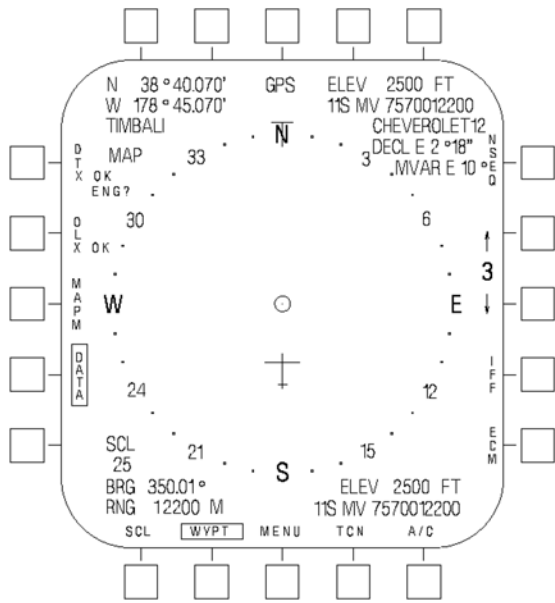 N 38°40.070' GPS ELEV 2500 FT
W 178°45.070' 11S MV 7570012200
TIMBALI N CHEVEROLET12
DECL E 2°18"
MAP 33 3 MVAR E 10°
DTX OK
ENG?
NSEQ
30 6
OLX OK
3
MAPM W E
DATA
24 12
IFF
ECM
SCL 21 15
25 S
BRG 350.01° ELEV 2500 FT
RNG 12200 M 11S MV 7570012200
SCL WYPT MENU TCN A/C